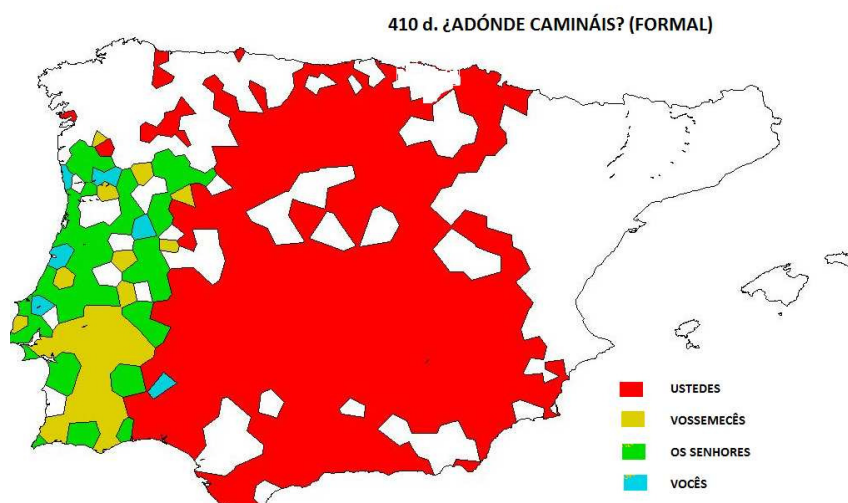 410 d. ¿ADÓNDE CAMINÁIS? (FORMAL)
USTEDES
VOSSEMECÊS
OS SENHORES
VOCÊS